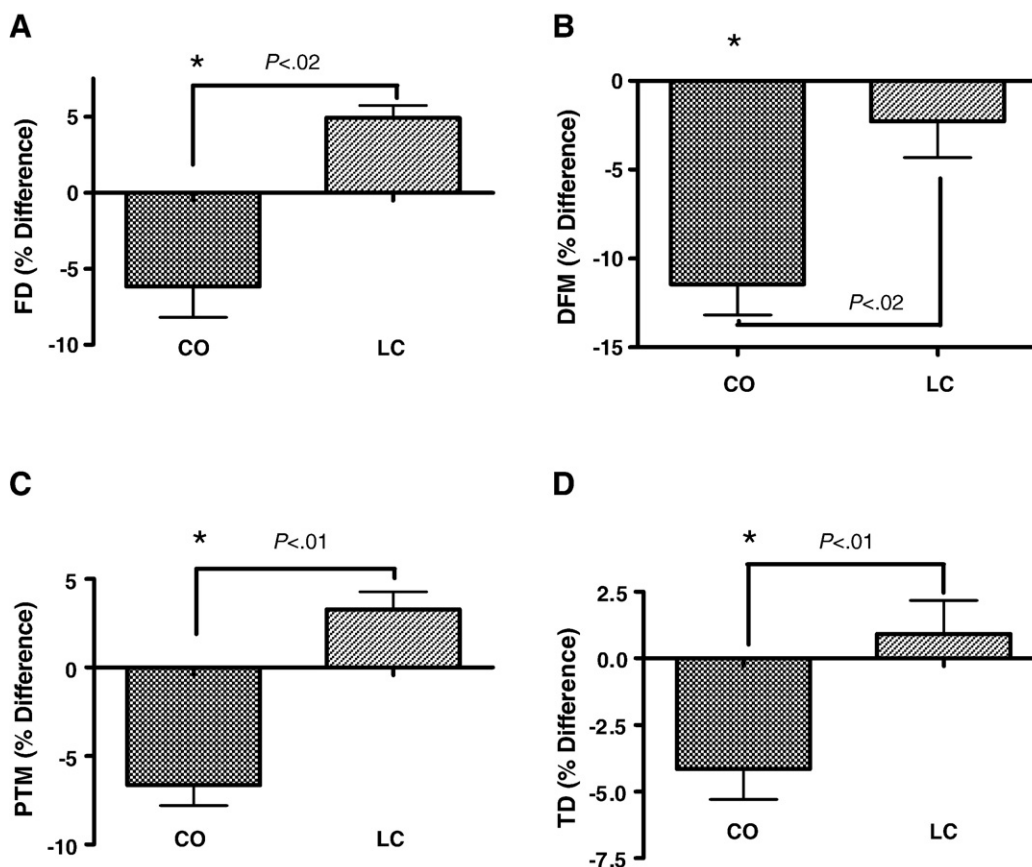 A
* P<.02
5
0
-5
-10
FD (% Difference)
CO LC
B
*
0
-5
-10
-15
DFM (% Difference)
P<.02
CO LC
C
* P<.01
5
0
-5
-10
PTM (% Difference)
CO LC
D
* P<.01
2.5
0.0
-2.5
-5.0
-7.5
TD (% Difference)
CO LC